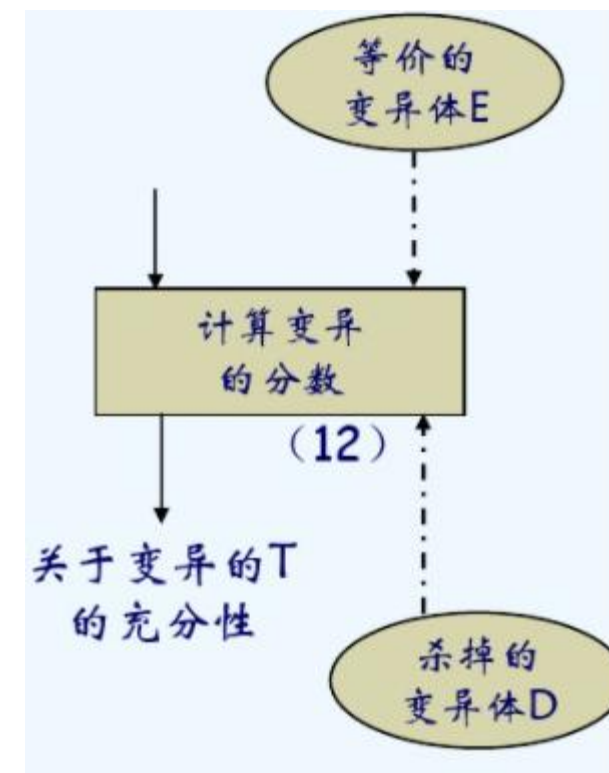 等价的
变异体E
计算变异
的分数
（12）
关于变异的T
的充分性
杀掉的
变异体D